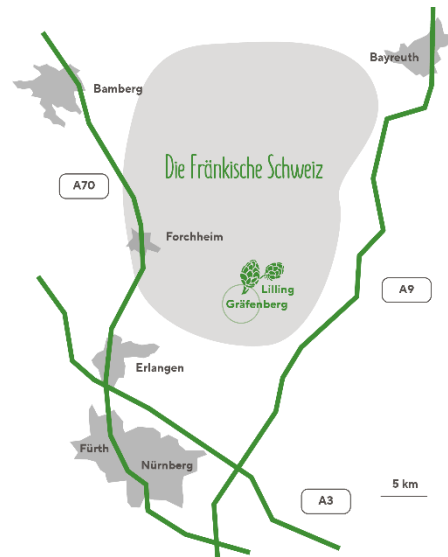 Bayreuth
Bamberg
Die Fränkische Schweiz
A70
Forchheim
Lilling
A9
Gräfenberg
Erlangen
Fürth
Nürnberg
5 km
A3